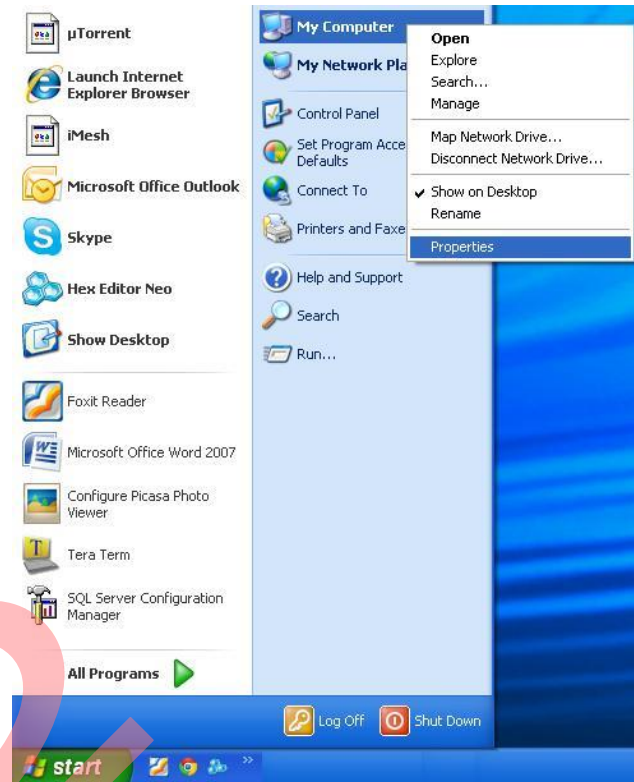 µTorrent
Launch Internet
Explorer Browser
iMesh
Microsoft Office Outlook
Skype
Hex Editor Neo
Show Desktop
Foxit Reader
Microsoft Office Word 2007
Configure Picasa Photo
Viewer
Tera Term
SQL Server Configuration
Manager
All Programs
My Computer
My Network Pla
Control Panel
Set Program Acce
Defaults
Connect To
Printers and Faxe
Help and Support
Search
Run...
Open
Explore
Search...
Manage
Map Network Drive...
Disconnect Network Drive...
Show on Desktop
Rename
Properties
Log Off
Shut Down
start